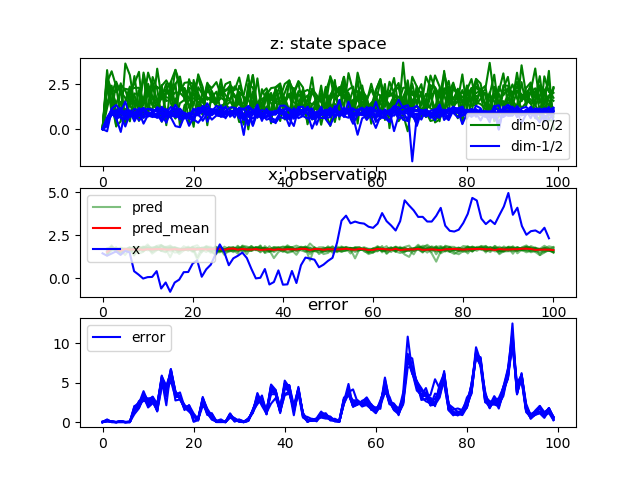 z: state space
2.5
0.0
dim-0/2
dim-1/2
0 20 40 60 80 100
x: observation
5.0
2.5
0.0
pred
pred_mean
x
0 20 40 60 80 100
error
10
5
0
error
0 20 40 60 80 100